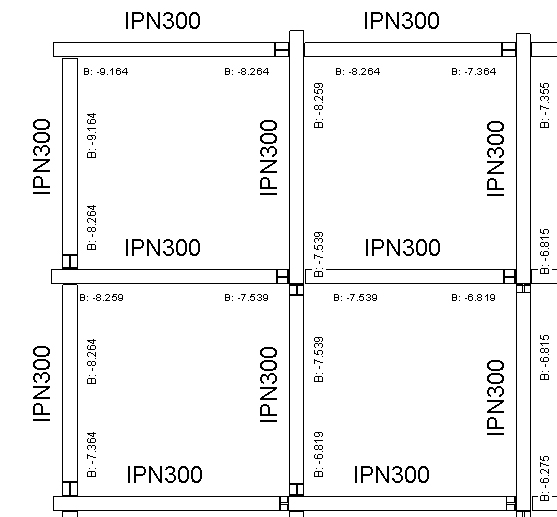 IPN300
IPN300
B: -9.164
B: -8.264
B: -8.264
B: -7.364
IPN300
B: -9.164
B: -8.264
IPN300
B: -8.259
B: -7.539
IPN300
B: -7.355
B: -6.815
IPN300
IPN300
B: -8.259
B: -7.539
B: -7.539
B: -6.819
IPN300
B: -8.264
B: -7.364
IPN300
B: -7.539
B: -6.819
IPN300
B: -6.815
B: -6.275
IPN300
IPN300